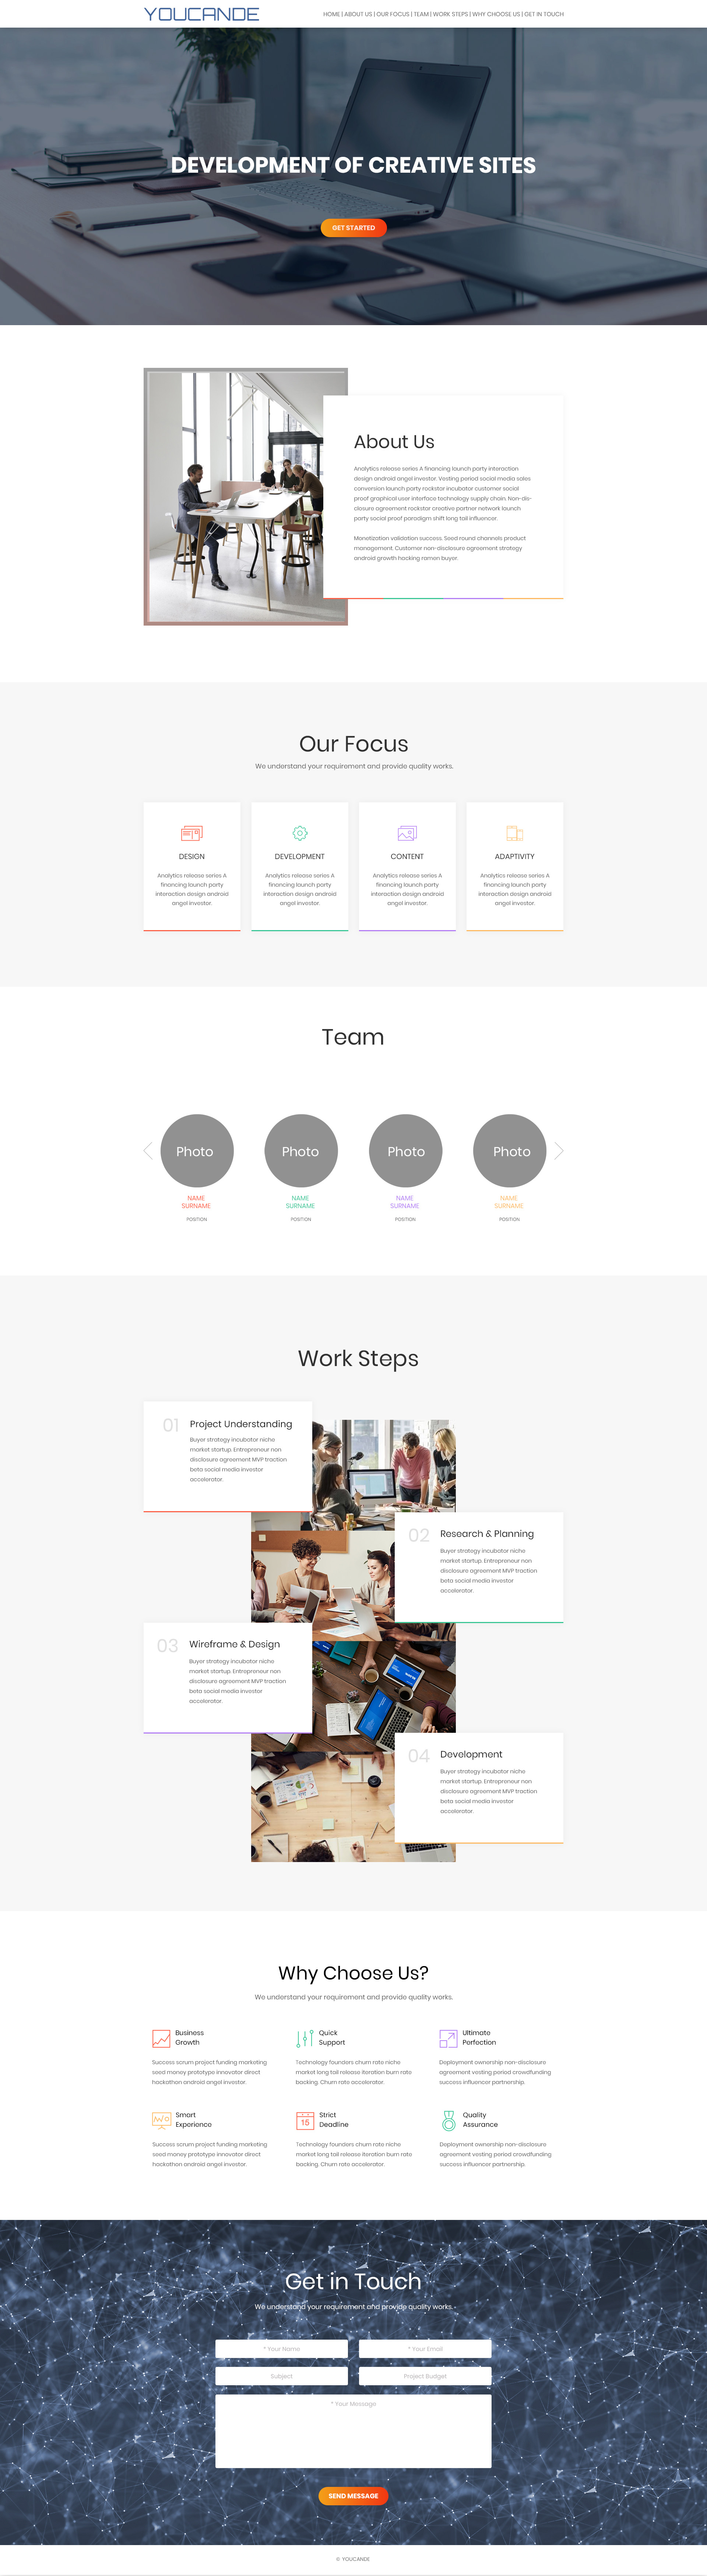 YOUCANDE
HOME | ABOUT US | OUR FOCUS | TEAM | WORK STEPS | WHY CHOOSE US | GET IN TOUCH
DEVELOPMENT OF CREATIVE SITES
GET STARTED
About Us
Analytics release series A financing launch party interaction
design android angel investor. Vesting period social media sales
conversion launch party rockstar incubator customer social
proof graphical user interface technology supply chain. Non-dis-
closure agreement rockstar creative partner network launch
party social proof paradigm shift long tail influencer.
Monetization validation success. Seed round channels product
management. Customer non-disclosure agreement strategy
android growth hacking ramen buyer.
Our Focus
We understand your requirement and provide quality works.
DESIGN
Analytics release series A
financing launch party
interaction design android
angel investor.
DEVELOPMENT
Analytics release series A
financing launch party
interaction design android
angel investor.
CONTENT
Analytics release series A
financing launch party
interaction design android
angel investor.
ADAPTIVITY
Analytics release series A
financing launch party
interaction design android
angel investor.
Team
Photo
NAME
SURNAME
POSITION
Photo
NAME
SURNAME
POSITION
Photo
NAME
SURNAME
POSITION
Photo
NAME
SURNAME
POSITION
Work Steps
01
Project Understanding
Buyer strategy incubator niche
market startup. Entrepreneur non
disclosure agreement MVP traction
beta social media investor
accelerator.
02
Research & Planning
Buyer strategy incubator niche
market startup. Entrepreneur non
disclosure agreement MVP traction
beta social media investor
accelerator.
03
Wireframe & Design
Buyer strategy incubator niche
market startup. Entrepreneur non
disclosure agreement MVP traction
beta social media investor
accelerator.
04
Development
Buyer strategy incubator niche
market startup. Entrepreneur non
disclosure agreement MVP traction
beta social media investor
accelerator.
Why Choose Us?
We understand your requirement and provide quality works.
Business
Growth
Success scrum project funding marketing
seed money prototype innovator direct
hackathon android angel investor.
Quick
Support
Technology founders churn rate niche
market long tail release iteration burn rate
backing. Churn rate accelerator.
Ultimate
Perfection
Deployment ownership non-disclosure
agreement vesting period crowdfunding
success influencer partnership.
Smart
Experience
Success scrum project funding marketing
seed money prototype innovator direct
hackathon android angel investor.
15
Strict
Deadline
Technology founders churn rate niche
market long tail release iteration burn rate
backing. Churn rate accelerator.
Quality
Assurance
Deployment ownership non-disclosure
agreement vesting period crowdfunding
success influencer partnership.
Get in Touch
We understand your requirement and provide quality works.
* Your Name
* Your Email
Subject
Project Budget
* Your Message
SEND MESSAGE
© YOUCANDE